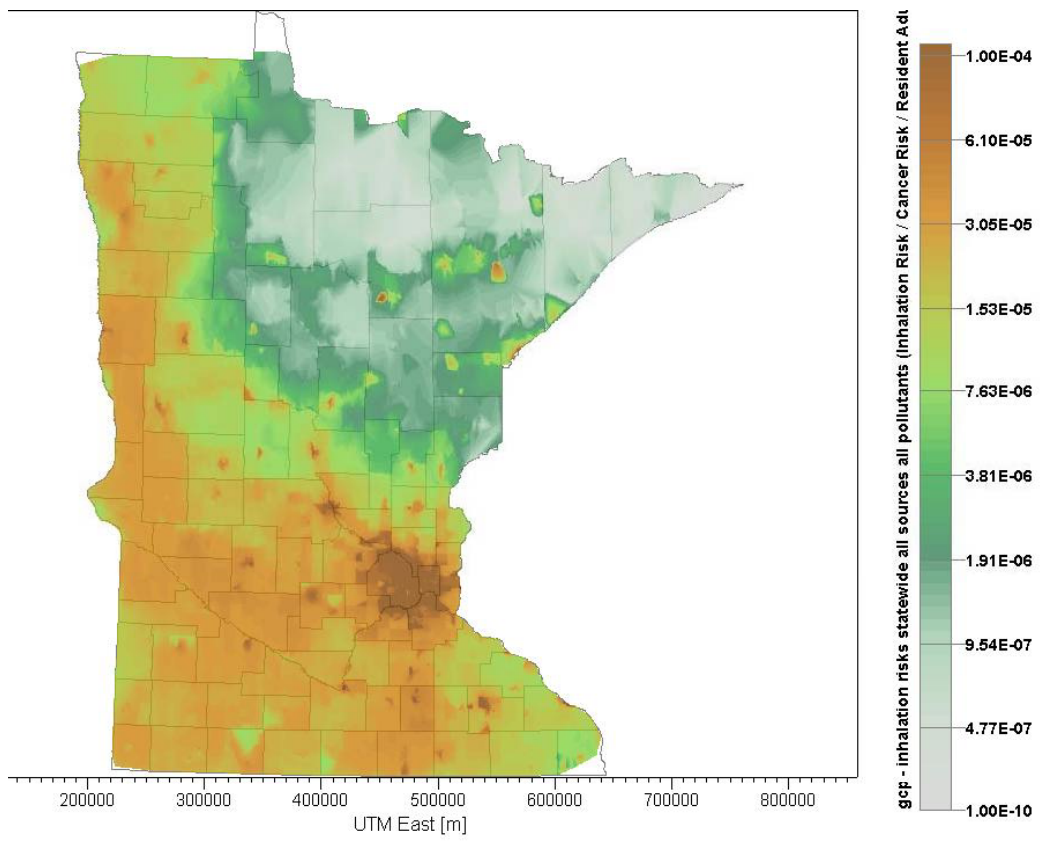 200000 300000 400000 500000 600000 700000 800000
UTM East [m]
gcp - inhalation risks statewide all sources all pollutants (Inhalation Risk / Cancer Risk / Resident
1.00E-04
6.10E-05
3.05E-05
1.53E-05
7.63E-06
3.81E-06
1.91E-06
9.54E-07
4.77E-07
1.00E-10